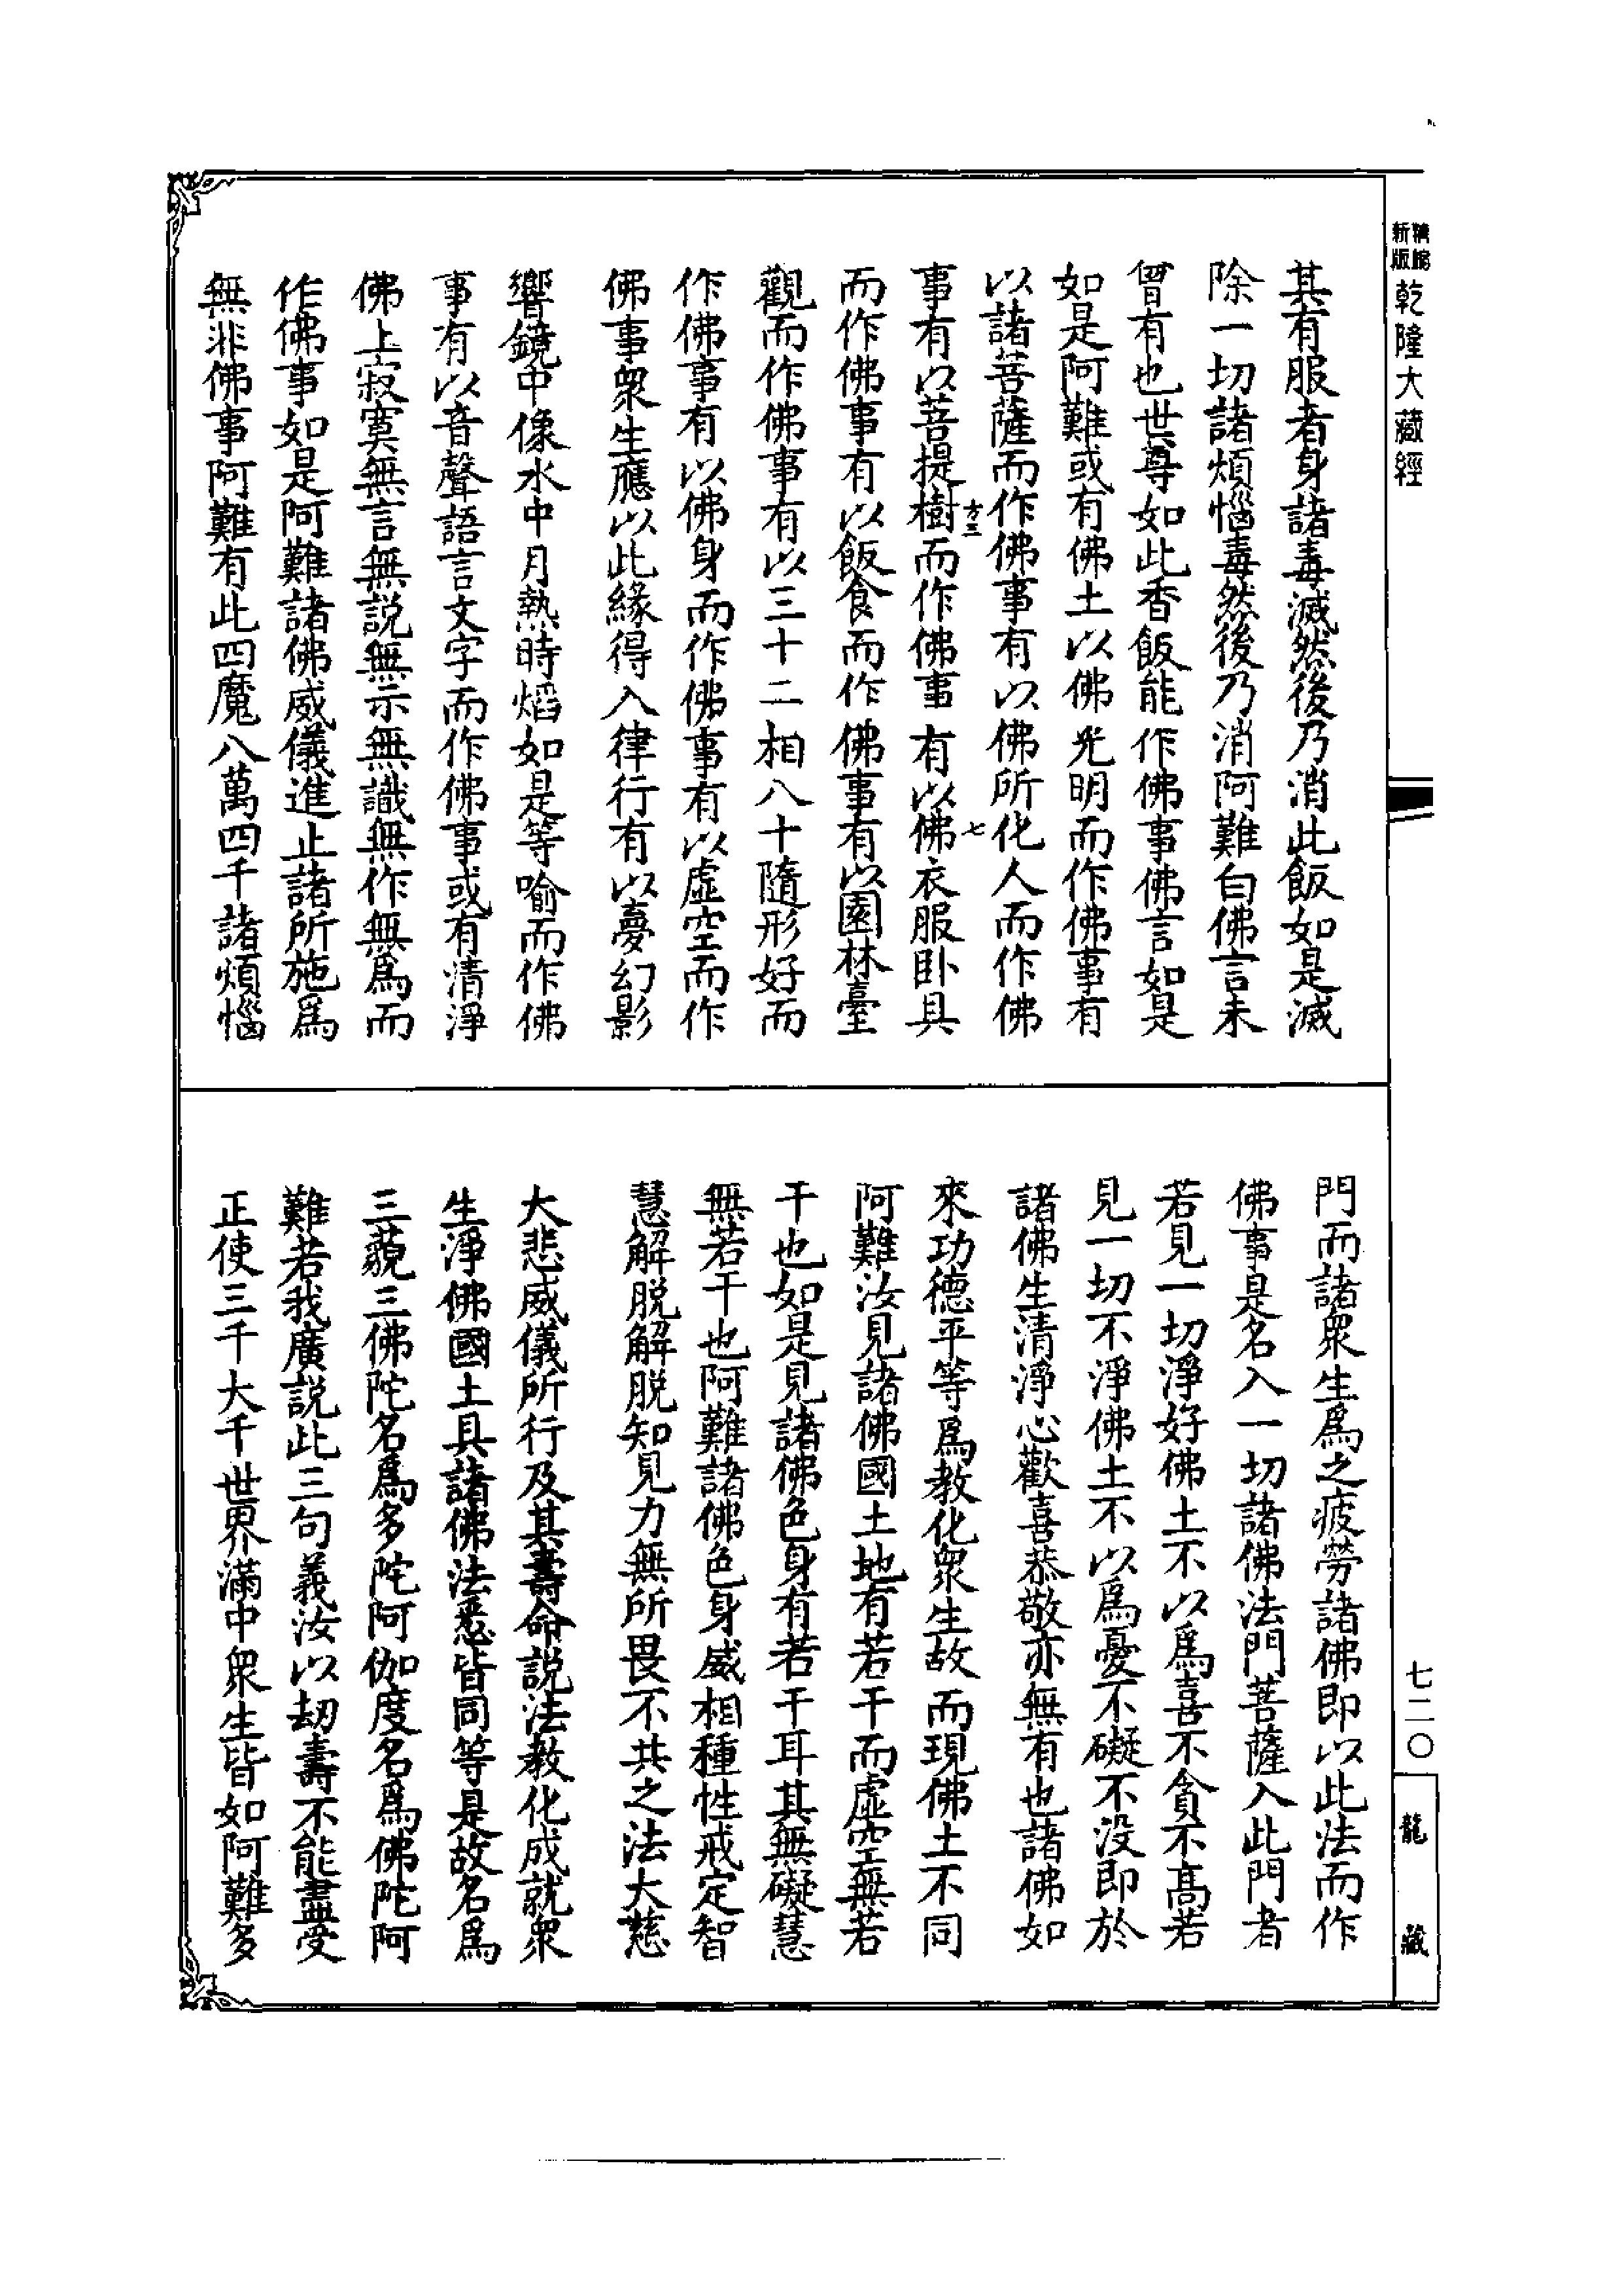 新版
精縮
乾隆大藏經
其有服者身諸毒滅然後乃消此飯如是滅
除一切諸煩惱毒然後乃消阿難白佛言未
曾有也世尊如此香飯能作佛事佛言如是
如是阿難或有佛土以佛光明而作佛事有
以諸菩薩而作佛事有以佛所化人而作佛
方三
七
事有以菩提樹而作佛事有以佛衣服卧具
而作佛事有以飯食而作佛事有以園林臺
觀而作佛事有以三十二相八十隨形好而
作佛事有以佛身而作佛事有以虛空而作
佛事衆生應以此緣得入律行有以夢幻影
響鏡中像水中月熱時熖如是等喻而作佛
事有以音聲語言文字而作佛事或有清淨
佛土寂寞無言無説無示無識無作無爲而
作佛事如是阿難諸佛威儀進止諸所施爲
無非佛事阿難有此四魔八萬四千諸煩惱
門而諸衆生爲之疲勞諸佛即以此法而作
佛事是名入一切諸佛法門菩薩入此門者
若見一切淨好佛土不以爲喜不貪不高若
見一切不淨佛土不以爲憂不礙不没即於
諸佛生清淨心歡喜恭敬亦無有也諸佛如
來功德平等爲教化衆生故而現佛土不同
阿難汝見諸佛國土地有若干而虛空無若
干也如是見諸佛色身有若干耳其無礙慧
無若干也阿難諸佛色身威相種性戒定智
慧解脱解脱知見力無所畏不共之法大慈
大悲威儀所行及其壽命説法教化成就衆
生淨佛國土具諸佛法悉皆同等是故名爲
三藐三佛陀名爲多陀阿伽度名爲佛陀阿
難若我廣説此三句義汝以劫壽不能盡受
正使三千大千世界滿中衆生皆如阿難多
七二〇
龍藏